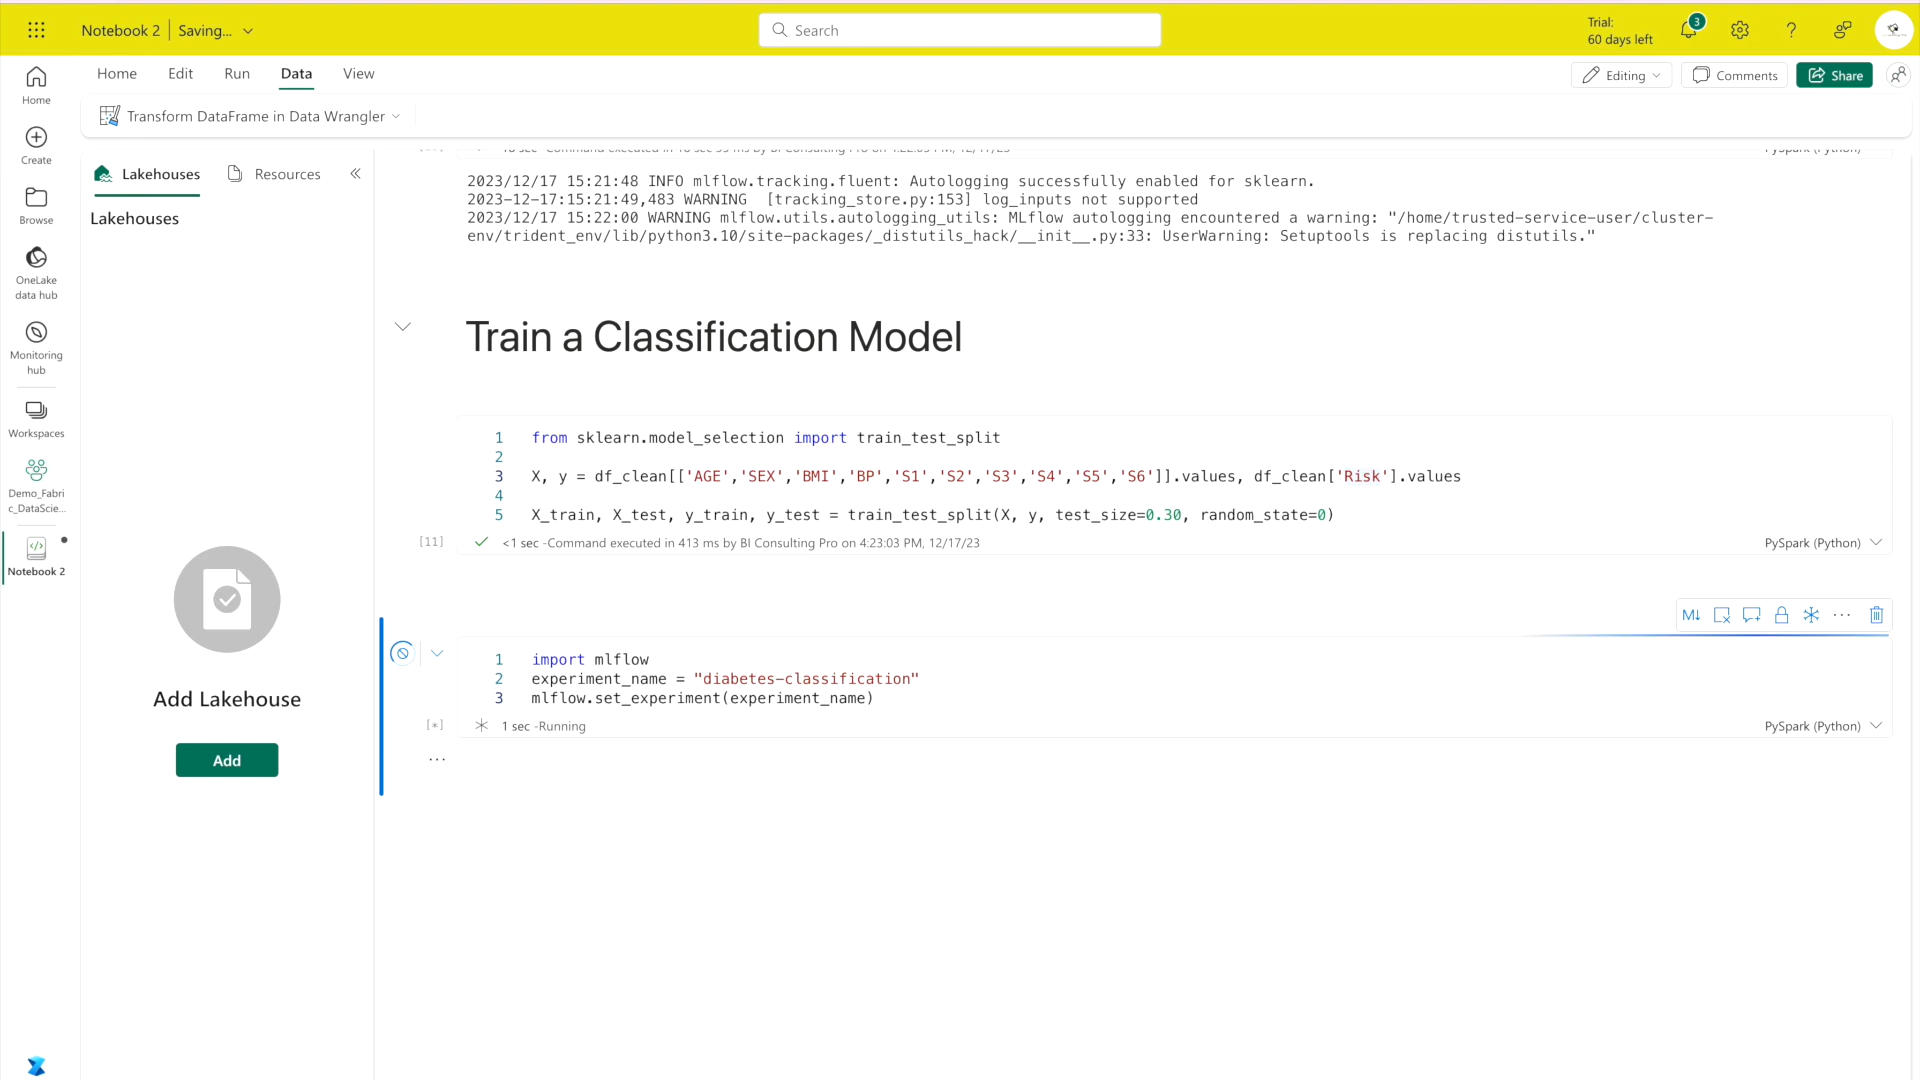 Notebook 2 | Saving...
Search
Trial:
60 days left
3
Home Edit Run Data View
Editing
Comments
Share
Transform DataFrame in Data Wrangler
Home
Create
Browse
OneLake
data hub
Monitoring
hub
Workspaces
Demo_Fabri
c_DataScie...
Notebook 2
Lakehouses
Resources
Lakehouses
Add Lakehouse
Add
2023/12/17 15:21:48 INFO mlflow.tracking.fluent: Autologging successfully enabled for sklearn.
2023-12-17:15:21:49,483 WARNING  [tracking_store.py:153] log_inputs not supported
2023/12/17 15:22:00 WARNING mlflow.utils.autologging_utils: MLflow autologging encountered a warning: "/home/trusted-service-user/cluster-
env/trident_env/lib/python3.10/site-packages/_distutils_hack/__init__.py:33: UserWarning: Setuptools is replacing distutils."
Train a Classification Model
1 from sklearn.model_selection import train_test_split
2
3 X, y = df_clean[['AGE','SEX','BMI','BP','S1','S2','S3','S4','S5','S6']].values, df_clean['Risk'].values
4
5 X_train, X_test, y_train, y_test = train_test_split(X, y, test_size=0.30, random_state=0)
[11] <1 sec -Command executed in 413 ms by BI Consulting Pro on 4:23:03 PM, 12/17/23
PySpark (Python)
M↓
1 import mlflow
2 experiment_name = "diabetes-classification"
3 mlflow.set_experiment(experiment_name)
[*] 1 sec -Running
PySpark (Python)
...